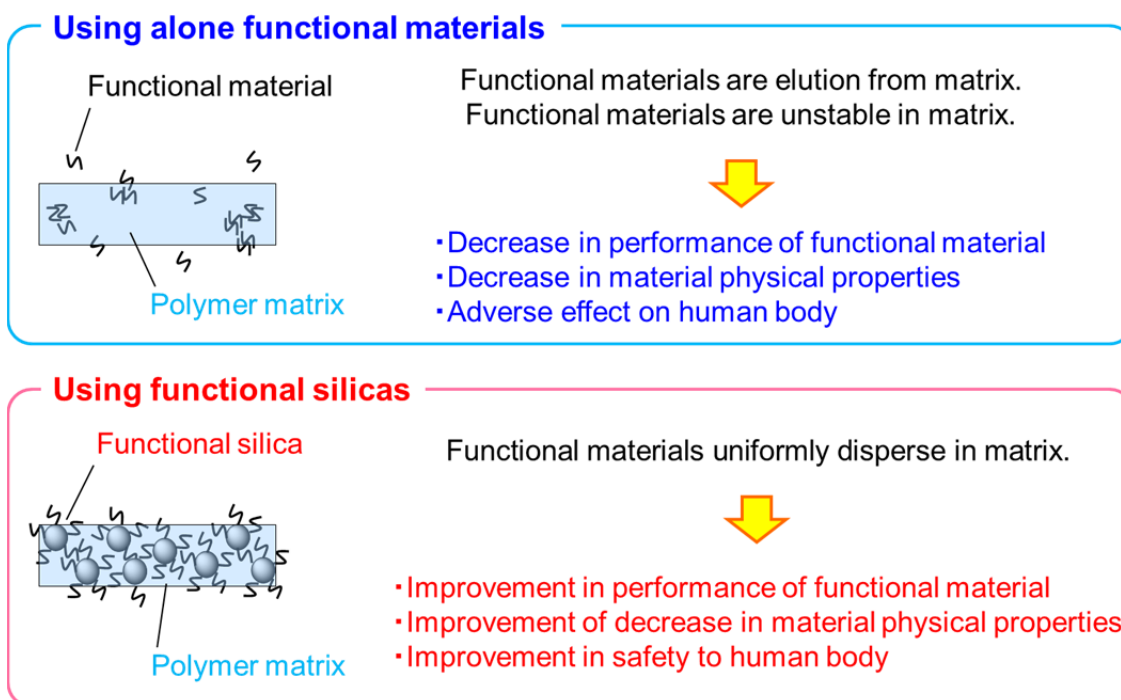 Using alone functional materials
Functional material
Functional materials are elution from matrix.
Functional materials are unstable in matrix.
・Decrease in performance of functional material
・Decrease in material physical properties
・Adverse effect on human body
Polymer matrix
Using functional silicas
Functional silica
Functional materials uniformly disperse in matrix.
・Improvement in performance of functional material
・Improvement of decrease in material physical properties
・Improvement in safety to human body
Polymer matrix